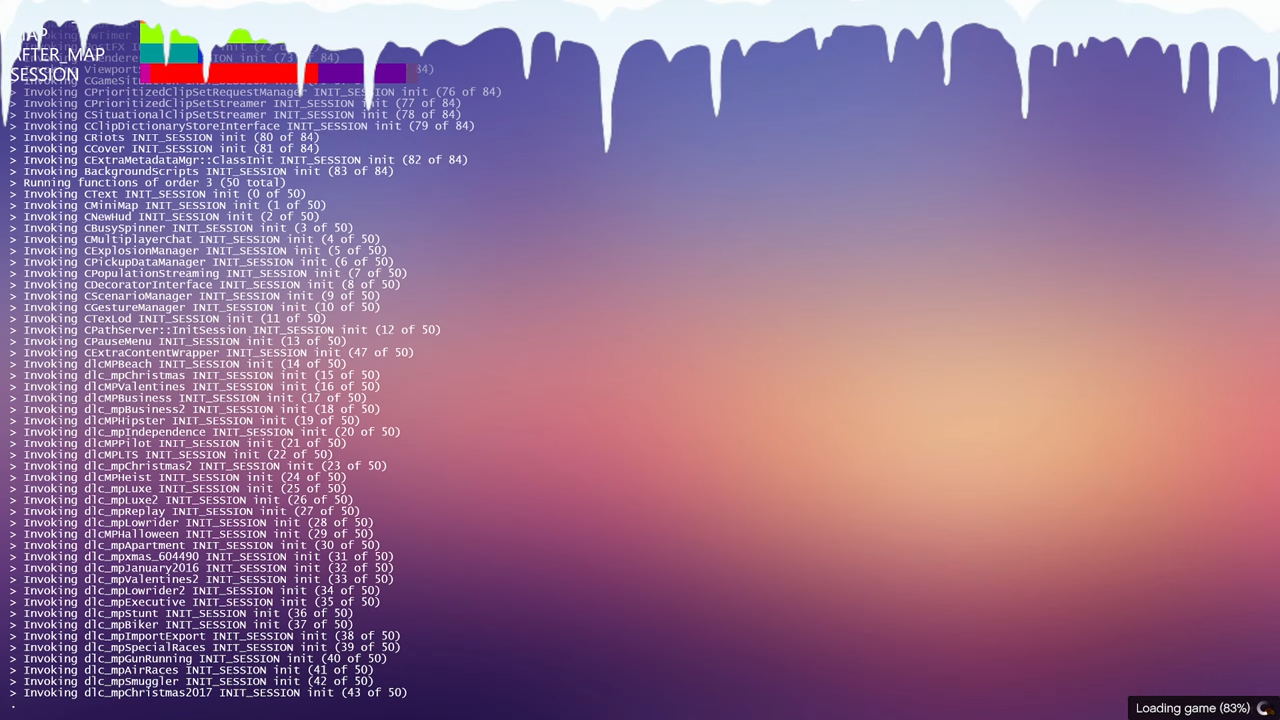 MAP
AFTER_MAP
SESSION
> Invoking CPrioritizedClipSetRequestManager INIT_SESSION init (76 of 84)
> Invoking CPrioritizedClipSetStreamer INIT_SESSION init (77 of 84)
> Invoking CSituationalClipSetStreamer INIT_SESSION init (78 of 84)
> Invoking CClipDictionaryStoreInterface INIT_SESSION init (79 of 84)
> Invoking CRiots INIT_SESSION init (80 of 84)
> Invoking CCover INIT_SESSION init (81 of 84)
> Invoking CExtraMetadataMgr::ClassInit INIT_SESSION init (82 of 84)
> Invoking BackgroundScripts INIT_SESSION init (83 of 84)
> Running functions of order 3 (50 total)
> Invoking CText INIT_SESSION init (0 of 50)
> Invoking CMiniMap INIT_SESSION init (1 of 50)
> Invoking CNewHud INIT_SESSION init (2 of 50)
> Invoking CBusySpinner INIT_SESSION init (3 of 50)
> Invoking CMultiplayerChat INIT_SESSION init (4 of 50)
> Invoking CExplosionManager INIT_SESSION init (5 of 50)
> Invoking CPickupDataManager INIT_SESSION init (6 of 50)
> Invoking CPopulationStreaming INIT_SESSION init (7 of 50)
> Invoking CDecoratorInterface INIT_SESSION init (8 of 50)
> Invoking CScenarioManager INIT_SESSION init (9 of 50)
> Invoking CGestureManager INIT_SESSION init (10 of 50)
> Invoking CTexLod INIT_SESSION init (11 of 50)
> Invoking CPathServer::InitSession INIT_SESSION init (12 of 50)
> Invoking CPauseMenu INIT_SESSION init (13 of 50)
> Invoking CExtraContentWrapper INIT_SESSION init (47 of 50)
> Invoking dlcMPBeach INIT_SESSION init (14 of 50)
> Invoking dlc_mpChristmas INIT_SESSION init (15 of 50)
> Invoking dlcMPValentines INIT_SESSION init (16 of 50)
> Invoking dlcMPBusiness INIT_SESSION init (17 of 50)
> Invoking dlc_mpBusiness2 INIT_SESSION init (18 of 50)
> Invoking dlcMPHipster INIT_SESSION init (19 of 50)
> Invoking dlc_mpIndependence INIT_SESSION init (20 of 50)
> Invoking dlcMPPilot INIT_SESSION init (21 of 50)
> Invoking dlcMPLTS INIT_SESSION init (22 of 50)
> Invoking dlc_mpChristmas2 INIT_SESSION init (23 of 50)
> Invoking dlcMPHeist INIT_SESSION init (24 of 50)
> Invoking dlc_mpLuxe INIT_SESSION init (25 of 50)
> Invoking dlc_mpLuxe2 INIT_SESSION init (26 of 50)
> Invoking dlc_mpReplay INIT_SESSION init (27 of 50)
> Invoking dlc_mpLowrider INIT_SESSION init (28 of 50)
> Invoking dlcMPHalloween INIT_SESSION init (29 of 50)
> Invoking dlc_mpApartment INIT_SESSION init (30 of 50)
> Invoking dlc_mpxmas_604490 INIT_SESSION init (31 of 50)
> Invoking dlc_mpJanuary2016 INIT_SESSION init (32 of 50)
> Invoking dlc_mpValentines2 INIT_SESSION init (33 of 50)
> Invoking dlc_mpLowrider2 INIT_SESSION init (34 of 50)
> Invoking dlc_mpExecutive INIT_SESSION init (35 of 50)
> Invoking dlc_mpStunt INIT_SESSION init (36 of 50)
> Invoking dlc_mpBiker INIT_SESSION init (37 of 50)
> Invoking dlc_mpImportExport INIT_SESSION init (38 of 50)
> Invoking dlc_mpSpecialRaces INIT_SESSION init (39 of 50)
> Invoking dlc_mpGunRunning INIT_SESSION init (40 of 50)
> Invoking dlc_mpAirRaces INIT_SESSION init (41 of 50)
> Invoking dlc_mpSmuggler INIT_SESSION init (42 of 50)
> Invoking dlc_mpChristmas2017 INIT_SESSION init (43 of 50)
Loading game (83%)